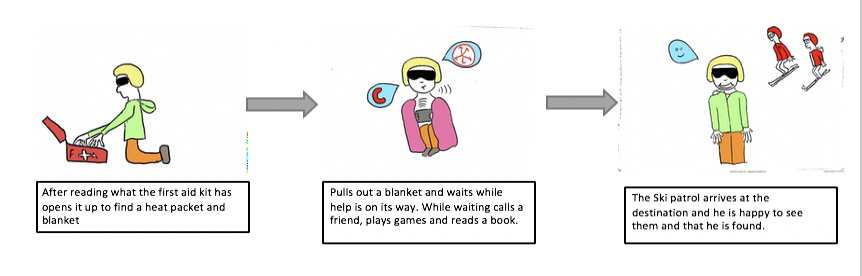 After reading what the first aid kit has
opens it up to find a heat packet and
blanket
Pulls out a blanket and waits while
help is on its way. While waiting calls a
friend, plays games and reads a book.
The Ski patrol arrives at the
destination and he is happy to see
them and that he is found.